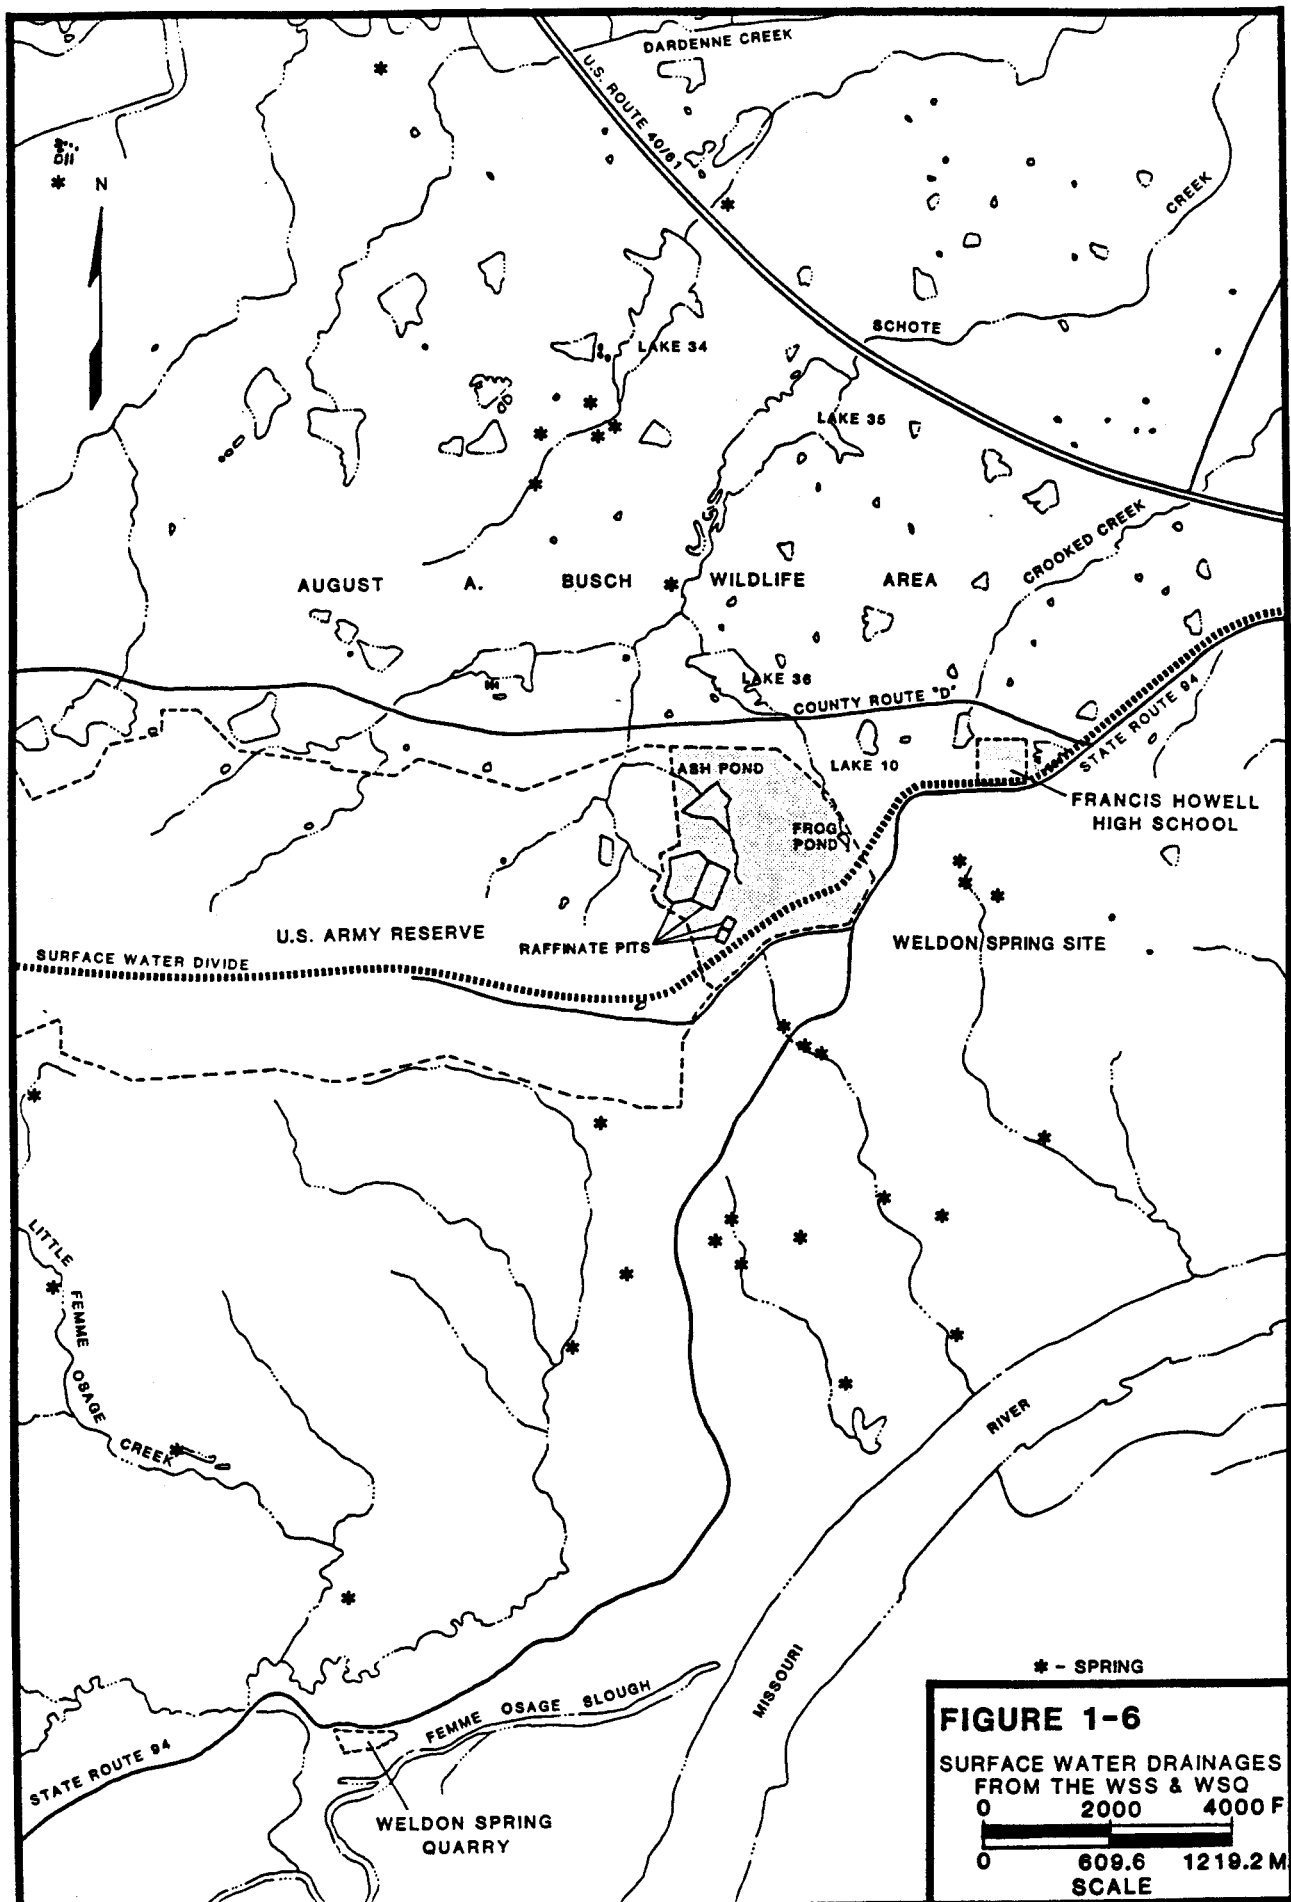 DARDENNE CREEK
U.S. ROUTE 40/61
N
CREEK
SCHOTE
LAKE 34
LAKE 35
CROOKED CREEK
AUGUST A. BUSCH WILDLIFE AREA
LAKE 36
COUNTY ROUTE "D"
STATE ROUTE 94
ASH POND
LAKE 10
FRANCIS HOWELL
HIGH SCHOOL
FROG
POND
U.S. ARMY RESERVE
RAFFINATE PITS
WELDON SPRING SITE
SURFACE WATER DIVIDE
LITTLE FEMME OSAGE CREEK
MISSOURI RIVER
* - SPRING
FEMME OSAGE SLOUGH
STATE ROUTE 94
WELDON SPRING
QUARRY
FIGURE 1-6
SURFACE WATER DRAINAGES
FROM THE WSS & WSQ
0 2000 4000 F
0 609.6 1219.2 M
SCALE